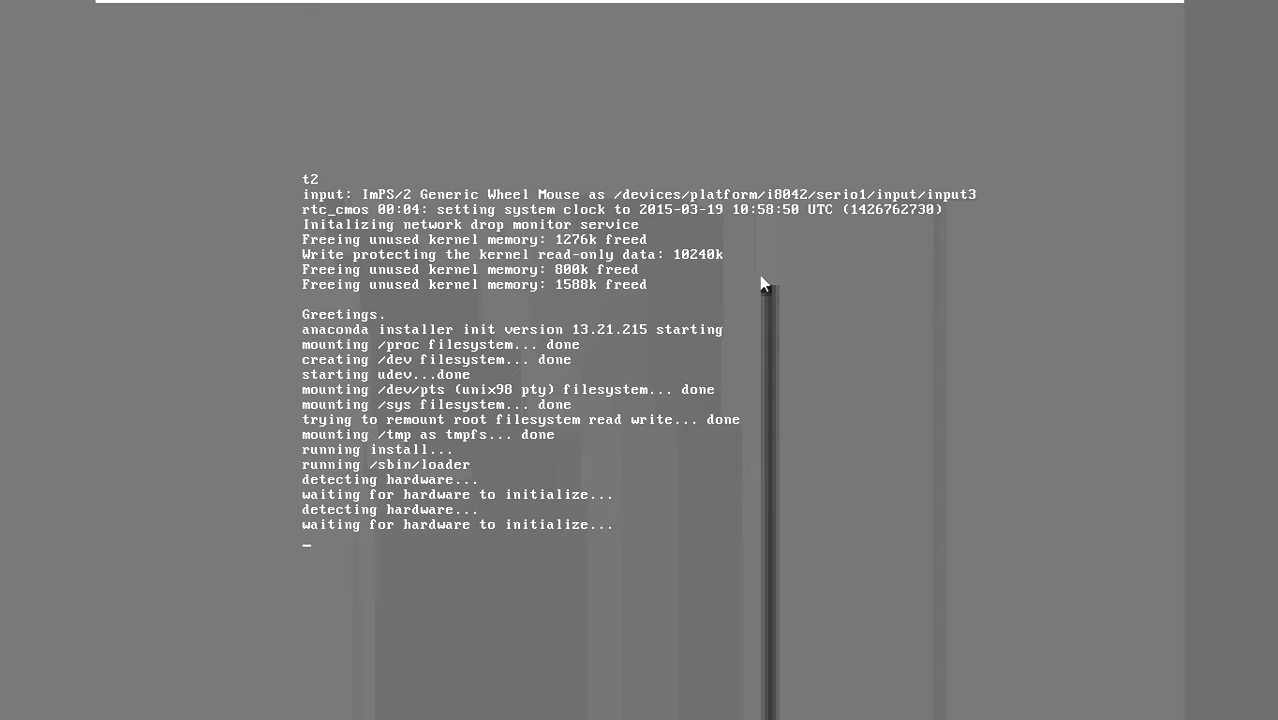 t2
input: ImPS/2 Generic Wheel Mouse as /devices/platform/i8042/serio1/input/input3
rtc_cmos 00:04: setting system clock to 2015-03-19 10:58:50 UTC (1426762730)
Initalizing network drop monitor service
Freeing unused kernel memory: 1276k freed
Write protecting the kernel read-only data: 10240k
Freeing unused kernel memory: 800k freed
Freeing unused kernel memory: 1588k freed
Greetings.
anaconda installer init version 13.21.215 starting
mounting /proc filesystem... done
creating /dev filesystem... done
starting udev...done
mounting /dev/pts (unix98 pty) filesystem... done
mounting /sys filesystem... done
trying to remount root filesystem read write... done
mounting /tmp as tmpfs... done
running install...
running /sbin/loader
detecting hardware...
waiting for hardware to initialize...
detecting hardware...
waiting for hardware to initialize...
_